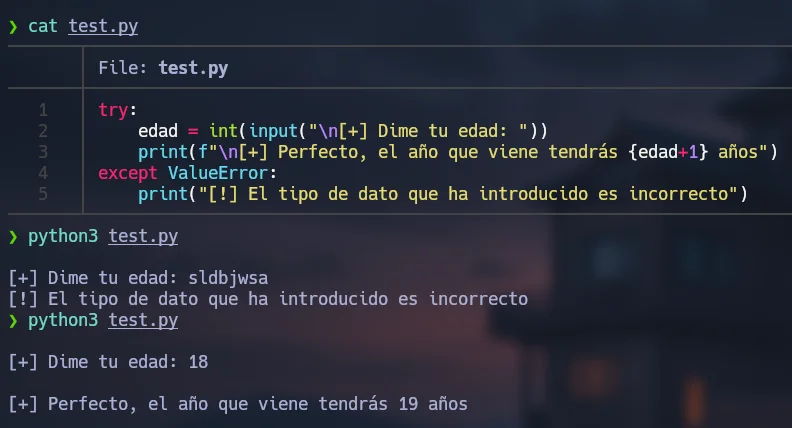 ❯ cat test.py
File: test.py
1 try:
2     edad = int(input("\n[+] Dime tu edad: "))
3     print(f"\n[+] Perfecto, el año que viene tendrás {edad+1} años")
4 except ValueError:
5     print("[!] El tipo de dato que ha introducido es incorrecto")
❯ python3 test.py
[+] Dime tu edad: sldbjwsa
[!] El tipo de dato que ha introducido es incorrecto
❯ python3 test.py
[+] Dime tu edad: 18
[+] Perfecto, el año que viene tendrás 19 años